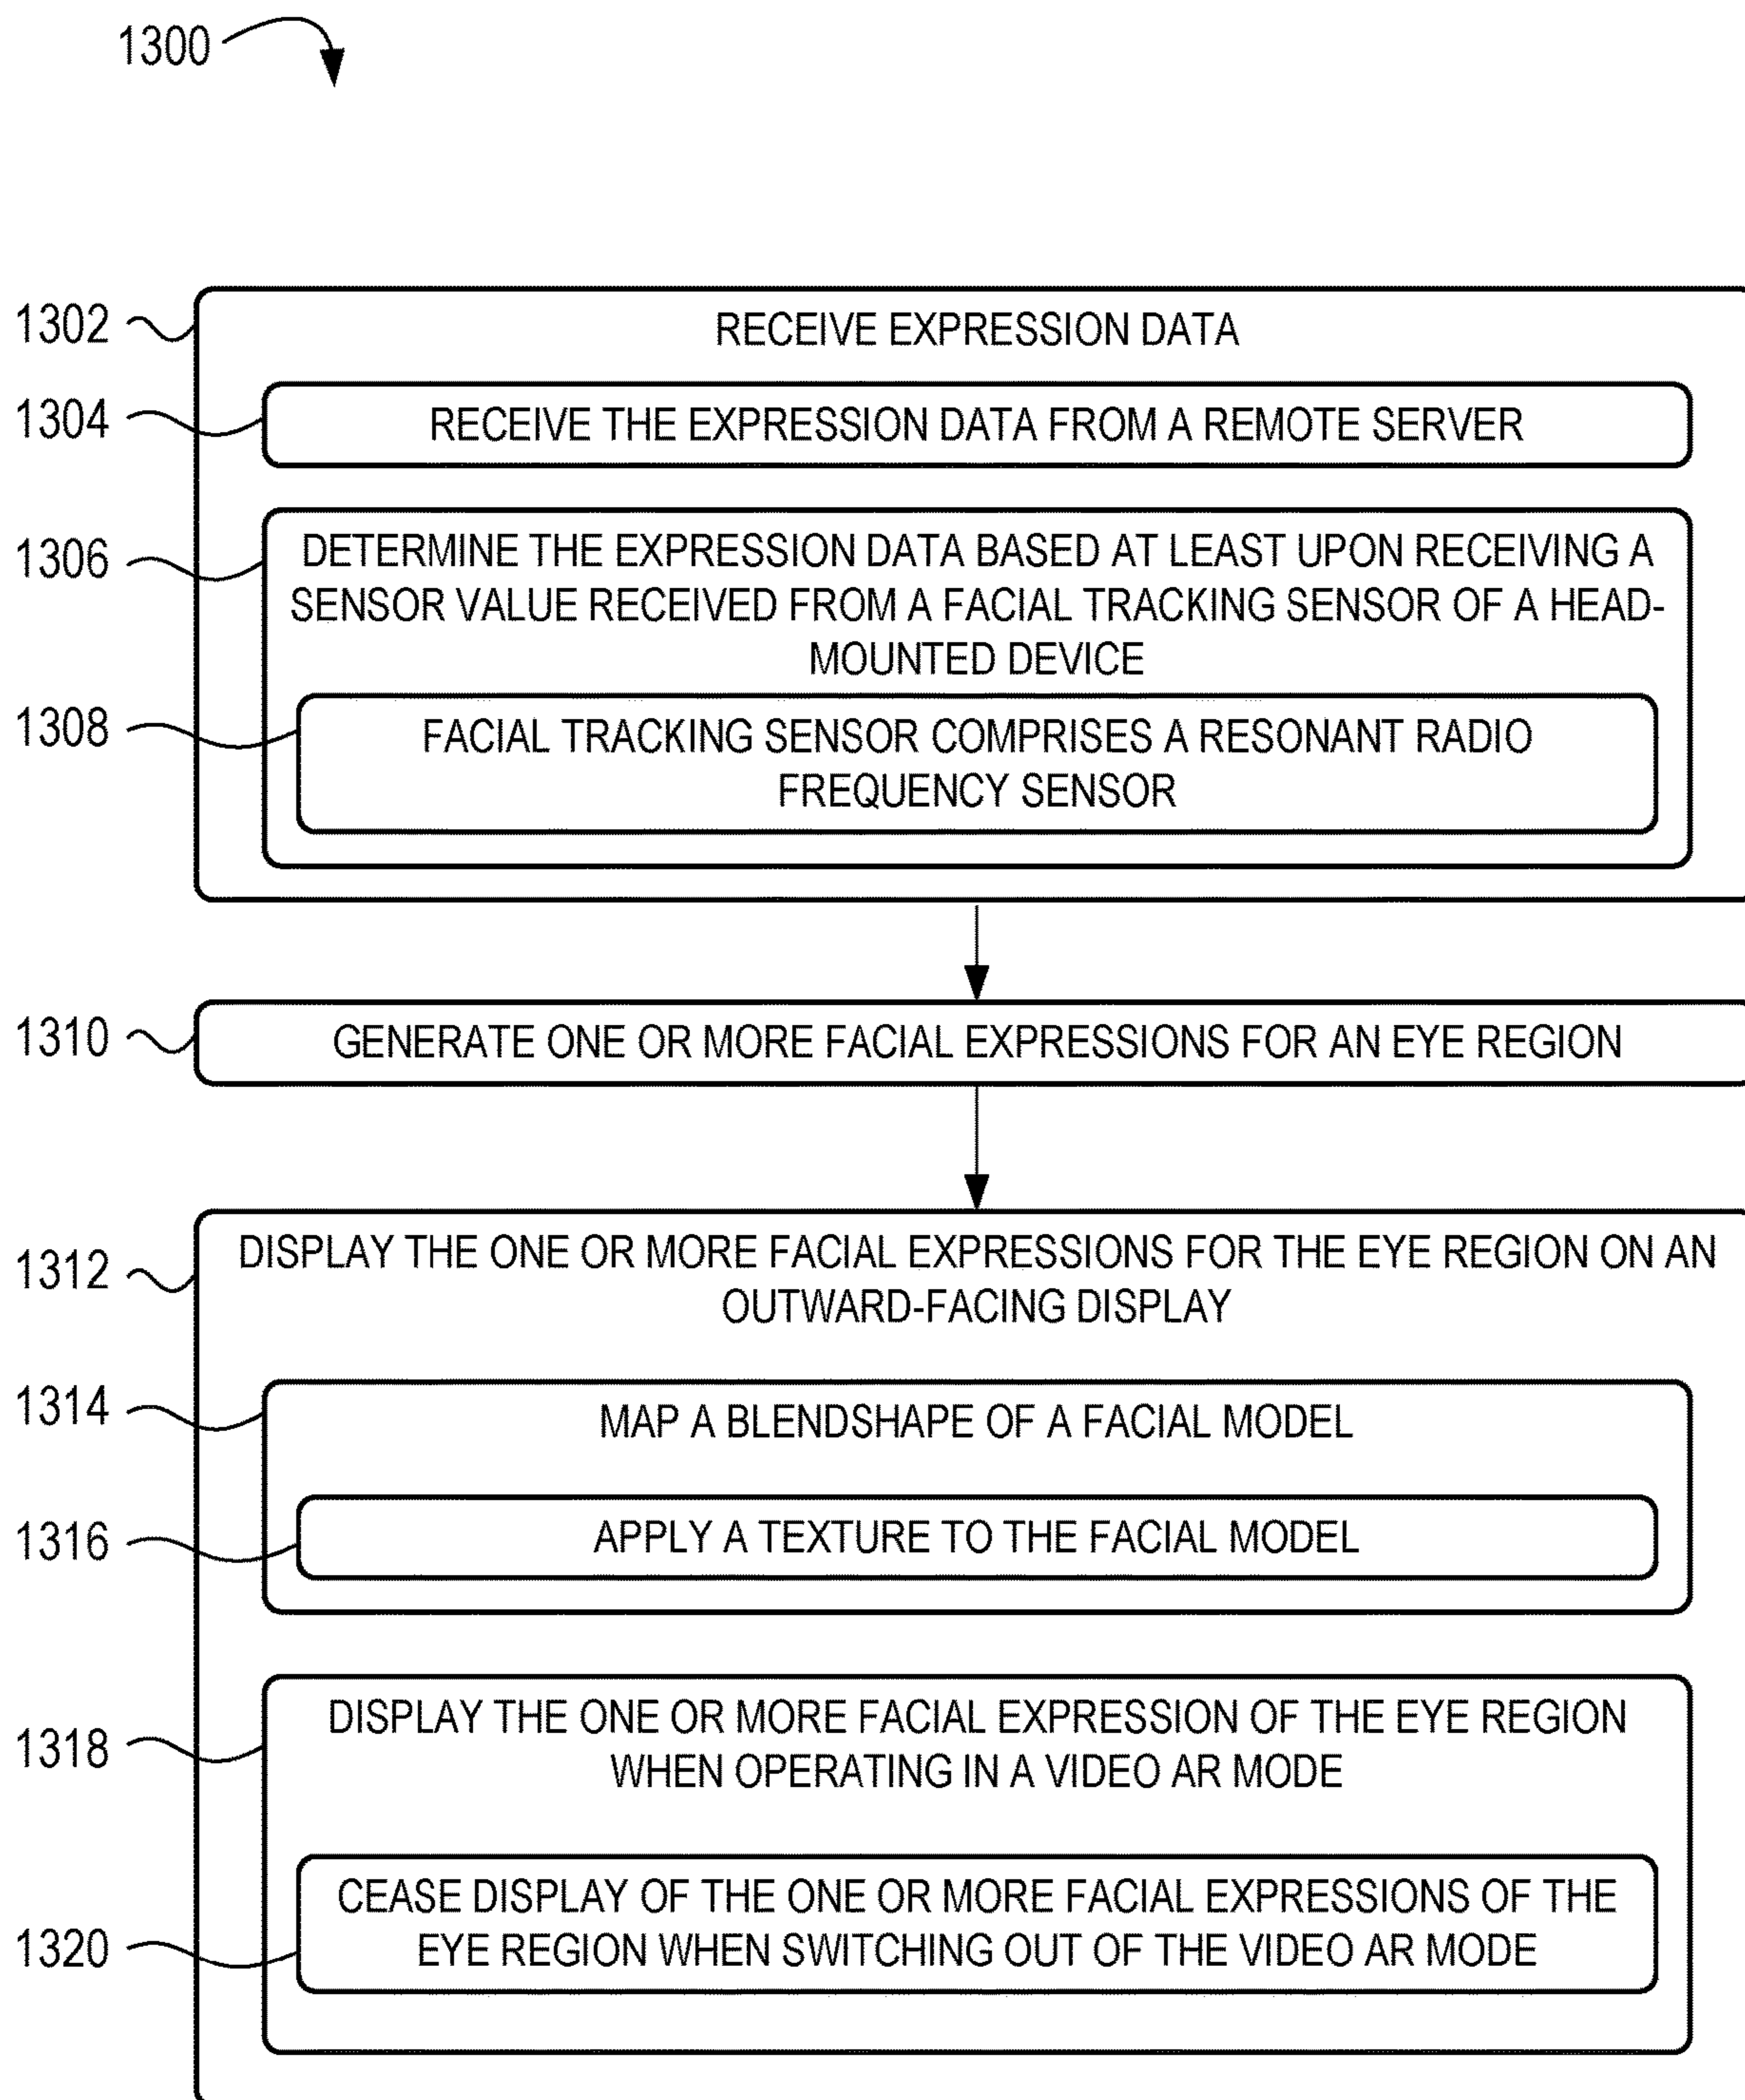 1300
1302
RECEIVE EXPRESSION DATA
1304
RECEIVE THE EXPRESSION DATA FROM A REMOTE SERVER
1306
DETERMINE THE EXPRESSION DATA BASED AT LEAST UPON RECEIVING A
SENSOR VALUE RECEIVED FROM A FACIAL TRACKING SENSOR OF A HEAD-
MOUNTED DEVICE
1308
FACIAL TRACKING SENSOR COMPRISES A RESONANT RADIO
FREQUENCY SENSOR
1310
GENERATE ONE OR MORE FACIAL EXPRESSIONS FOR AN EYE REGION
1312
DISPLAY THE ONE OR MORE FACIAL EXPRESSIONS FOR THE EYE REGION ON AN
OUTWARD-FACING DISPLAY
1314
MAP A BLENDSHAPE OF A FACIAL MODEL
1316
APPLY A TEXTURE TO THE FACIAL MODEL
1318
DISPLAY THE ONE OR MORE FACIAL EXPRESSION OF THE EYE REGION
WHEN OPERATING IN A VIDEO AR MODE
1320
CEASE DISPLAY OF THE ONE OR MORE FACIAL EXPRESSIONS OF THE
EYE REGION WHEN SWITCHING OUT OF THE VIDEO AR MODE